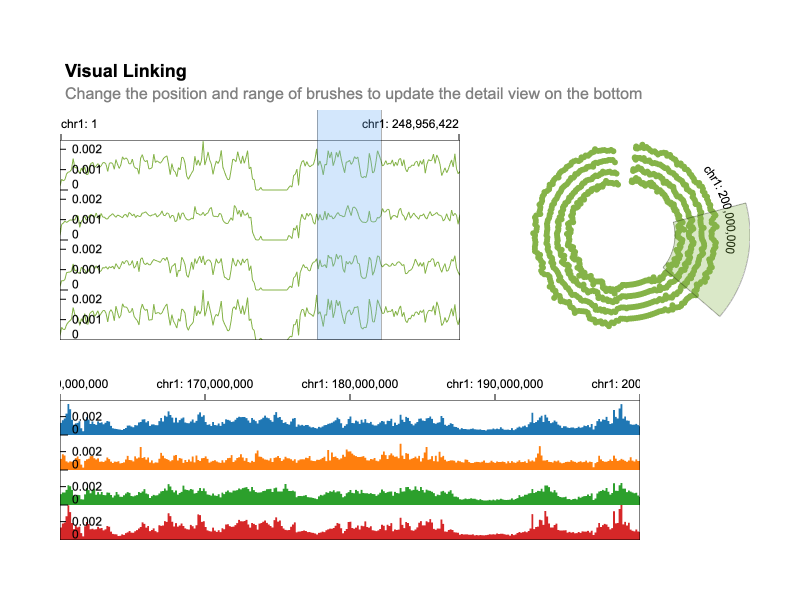 Visual Linking
Change the position and range of brushes to update the detail view on the bottom
chr1: 1
chr1: 248,956,422
0.002
0.001
0
0.002
0.001
0
0.002
0.001
0
0.002
0.001
0
chr1: 200,000,000
0,000,000
chr1: 170,000,000
chr1: 180,000,000
chr1: 190,000,000
chr1: 200
0.002
0
0.002
0
0.002
0
0.002
0